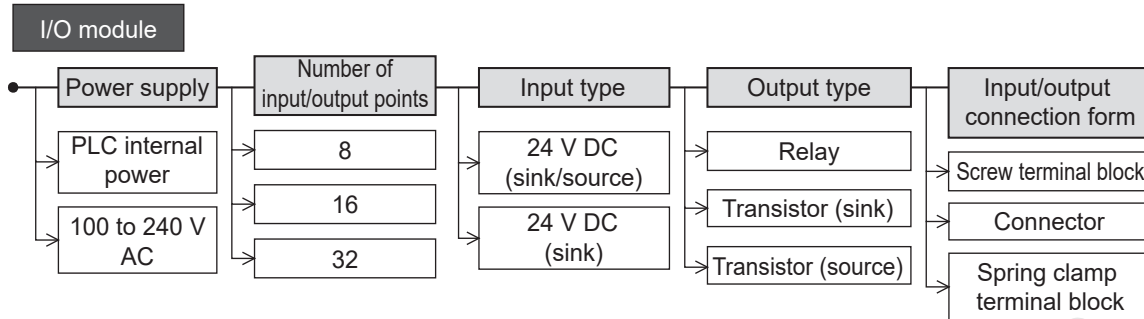 I/O module
Power supply
PLC internal
power
100 to 240 V
AC
Number of
input/output points
8
16
32
Input type
24 V DC
(sink/source)
24 V DC
(sink)
Output type
Relay
Transistor (sink)
Transistor (source)
Input/output
connection form
Screw terminal block
Connector
Spring clamp
terminal block